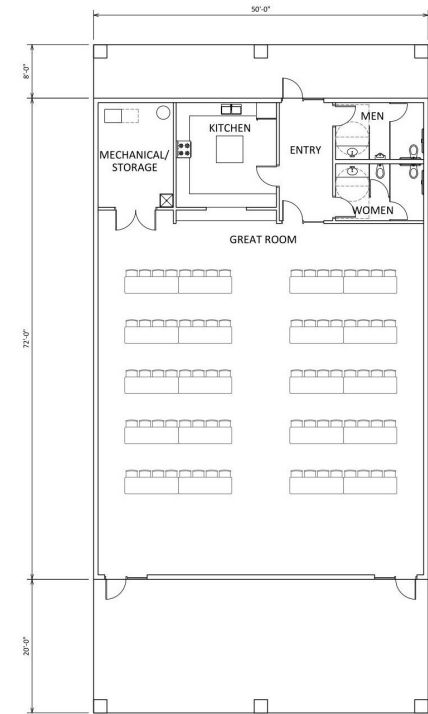 50'-0"
8'-0"
MEN
KITCHEN
ENTRY
MECHANICAL/
STORAGE
WOMEN
GREAT ROOM
72'-0"
20'-0"